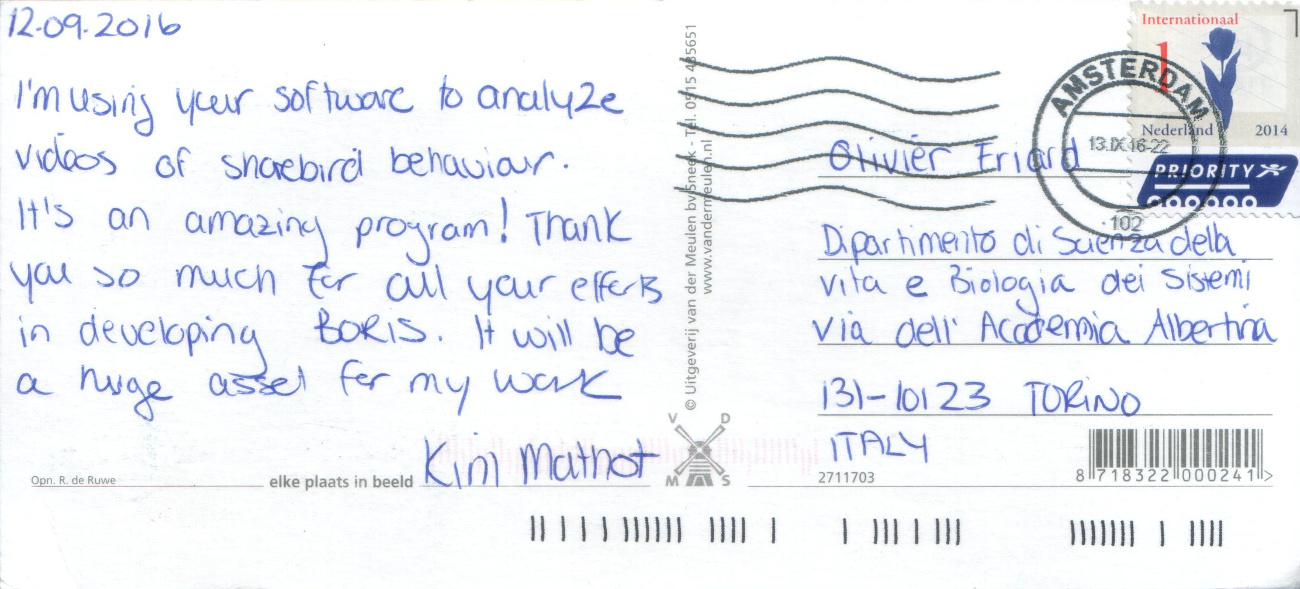 12-09-2016
I'm using your software to analyze
videos of shorebird behaviour.
It's an amazing program! Thank
you so much for all your efforts
in developing BORIS. It will be
a huge asset for my work
Kim Mathot
Opn. R. de Ruwe
elke plaats in beeld
© Uitgeverij van der Meulen bv Sneek - Tel. 0515 485651
www.vandermeulen.nl
V D
M S
Internationaal
1
Nederland 2014
PRIORITY
AMSTERDAM
13.IX.16-22
102
Olivier Friard
Dipartimento di Scienza della
vita e Biologia dei Sistemi
via dell' Accademia Albertina
131-10123 TORINO
ITALY
2711703
8 718322 000241 >